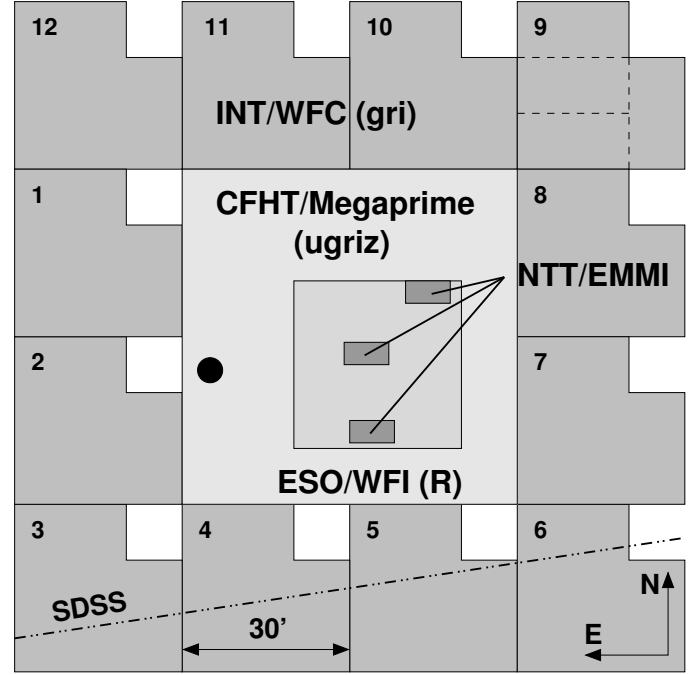 12
11
10
9
INT/WFC (gri)
1
CFHT/Megaprime
(ugriz)
8
NTT/EMMI
2
7
ESO/WFI (R)
3
4
5
6
SDSS
30’
N
E